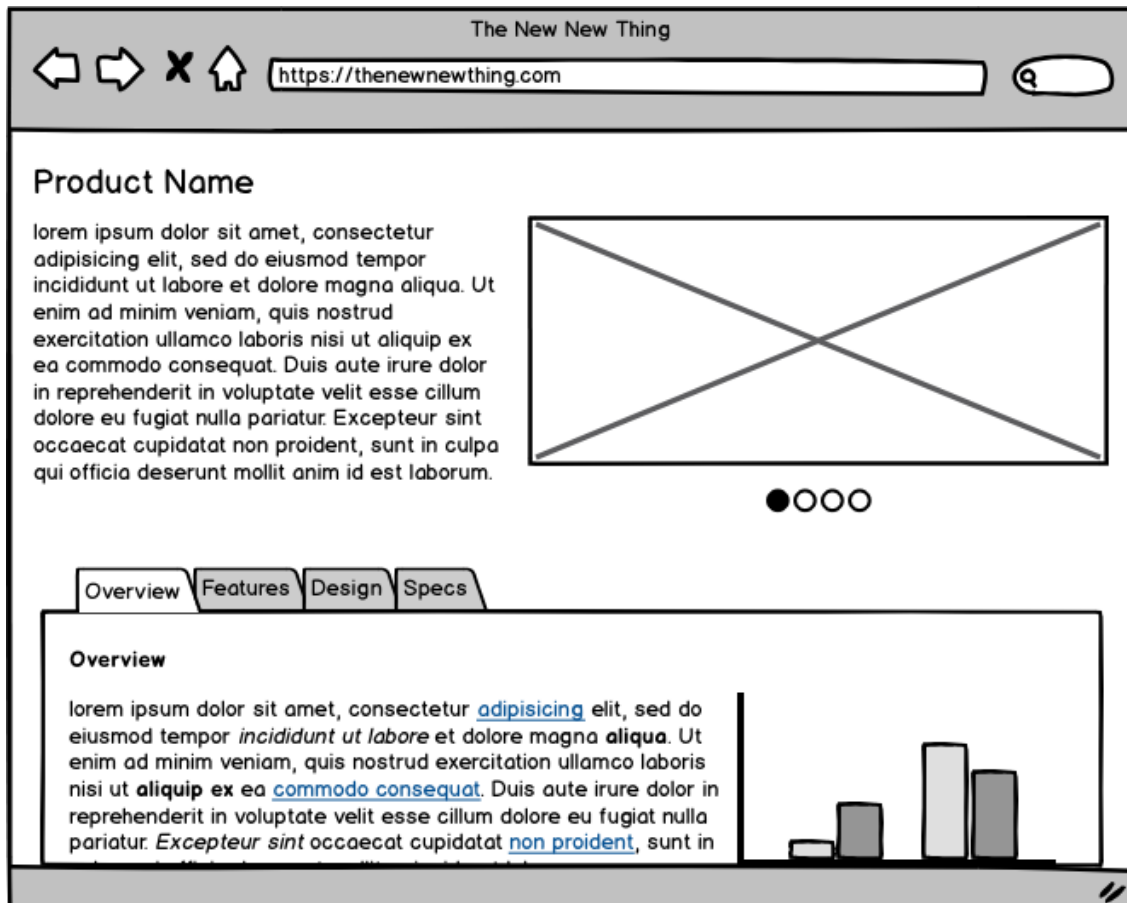 The New New Thing
https://thenewnewthing.com
Product Name
lorem ipsum dolor sit amet, consectetur
adipisicing elit, sed do eiusmod tempor
incididunt ut labore et dolore magna aliqua. Ut
enim ad minim veniam, quis nostrud
exercitation ullamco laboris nisi ut aliquip ex
ea commodo consequat. Duis aute irure dolor
in reprehenderit in voluptate velit esse cillum
dolore eu fugiat nulla pariatur. Excepteur sint
occaecat cupidatat non proident, sunt in culpa
qui officia deserunt mollit anim id est laborum.
Overview Features Design Specs
Overview
lorem ipsum dolor sit amet, consectetur adipisicing elit, sed do
eiusmod tempor incididunt ut labore et dolore magna aliqua. Ut
enim ad minim veniam, quis nostrud exercitation ullamco laboris
nisi ut aliquip ex ea commodo consequat. Duis aute irure dolor in
reprehenderit in voluptate velit esse cillum dolore eu fugiat nulla
pariatur. Excepteur sint occaecat cupidatat non proident, sunt in